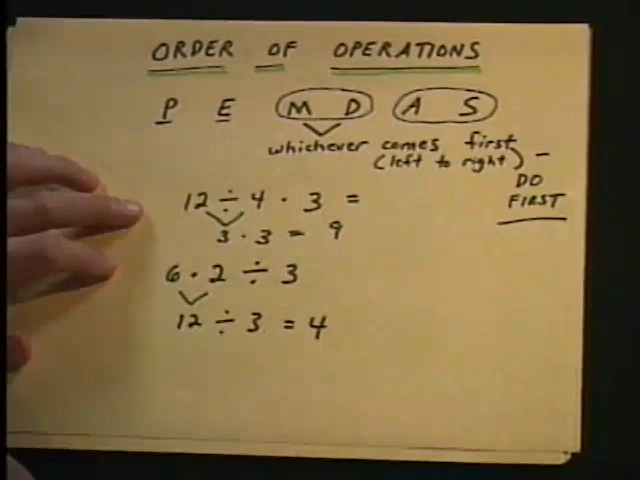 ORDER OF OPERATIONS
P E M D A S
whichever comes first
(left to right) –
DO
FIRST
12 ÷ 4 · 3 =
3 · 3 = 9
6 · 2 ÷ 3
12 ÷ 3 = 4